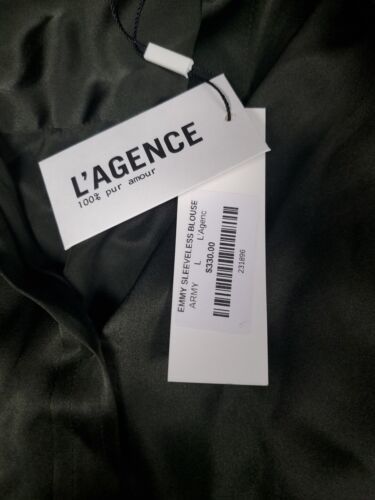 L'AGENCE
100% pur amour
EMMY SLEEVELESS BLOUSE
ARMY L L'Agenc
$330.00
231896